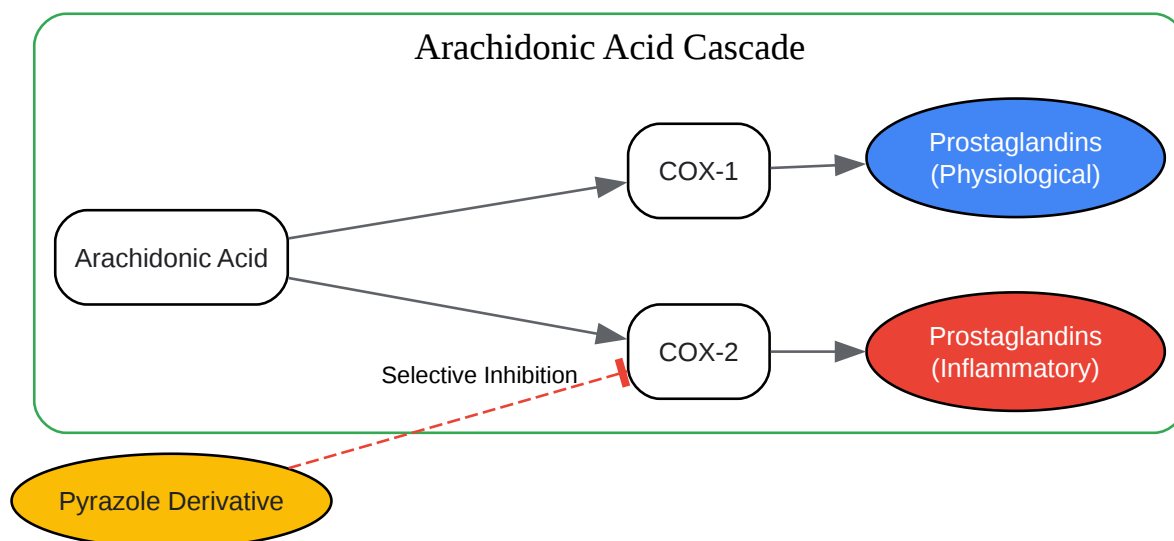 Arachidonic Acid Cascade
Prostaglandins
(Physiological)
COX-1
Arachidonic Acid
Prostaglandins
(Inflammatory)
COX-2
Selective Inhibition
Pyrazole Derivative